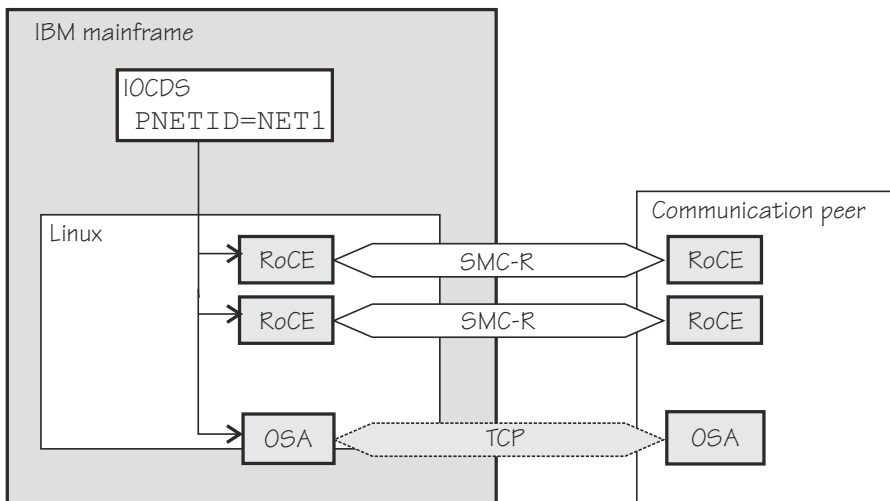 IBM mainframe
IOCDS
PNETID=NET1
Linux
Communication peer
RoCE
SMC-R
RoCE
RoCE
SMC-R
RoCE
OSA
TCP
OSA